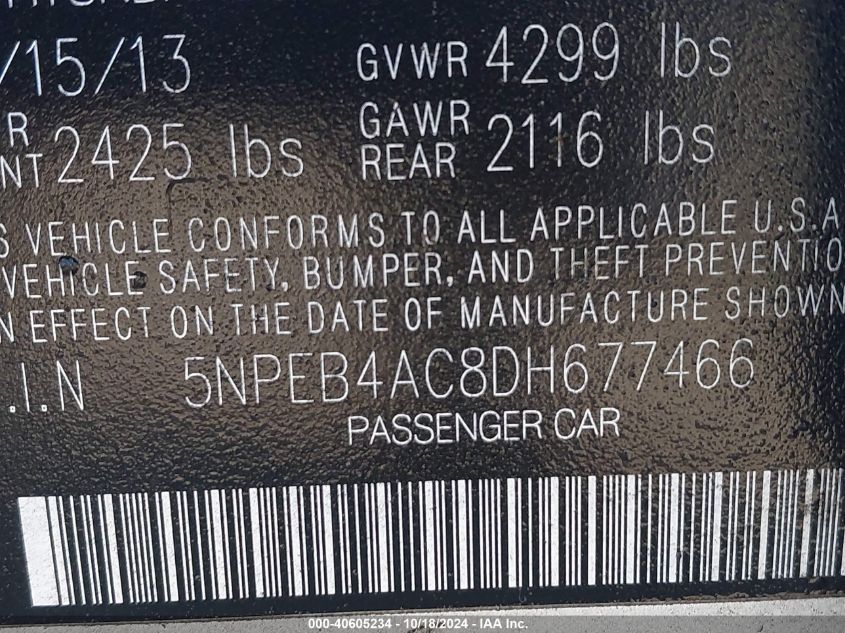 /15/13 GVWR 4299 lbs
R GAWR
NT 2425 lbs REAR 2116 lbs
S VEHICLE CONFORMS TO ALL APPLICABLE U.S.A
VEHICLE SAFETY, BUMPER, AND THEFT PREVENTIO
N EFFECT ON THE DATE OF MANUFACTURE SHOWN
.I.N 5NPEB4AC8DH677466
PASSENGER CAR
000-40605234 - 10/18/2024 - IAA Inc.